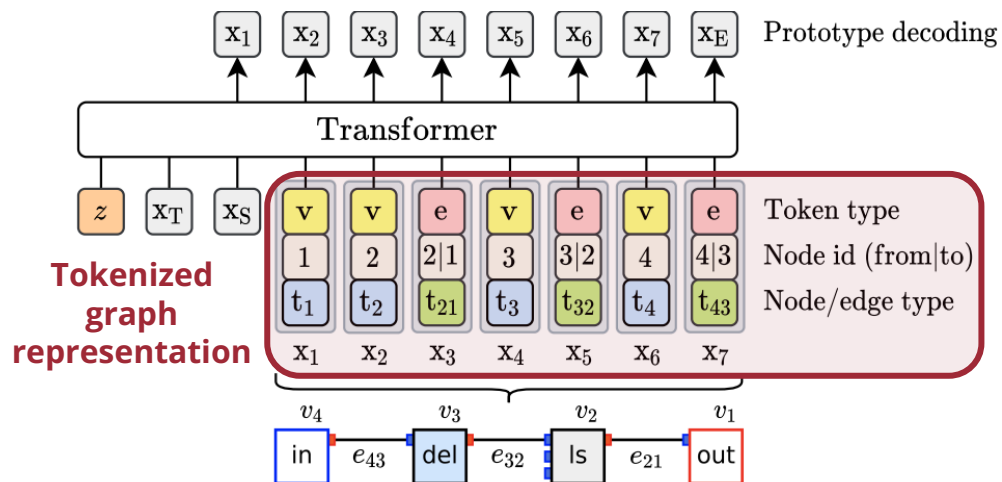 x₁ x₂ x₃ x₄ x₅ x₆ x₇ x_E Prototype decoding
Transformer
z x_T x_S v v e v e v e Token type
1 2 2|1 3 3|2 4 4|3 Node id (from|to)
t₁ t₂ t₂₁ t₃ t₃₂ t₄ t₄₃ Node/edge type
x₁ x₂ x₃ x₄ x₅ x₆ x₇
Tokenized
graph
representation
v₄ v₃ v₂ v₁
in e₄₃ del e₃₂ ls e₂₁ out